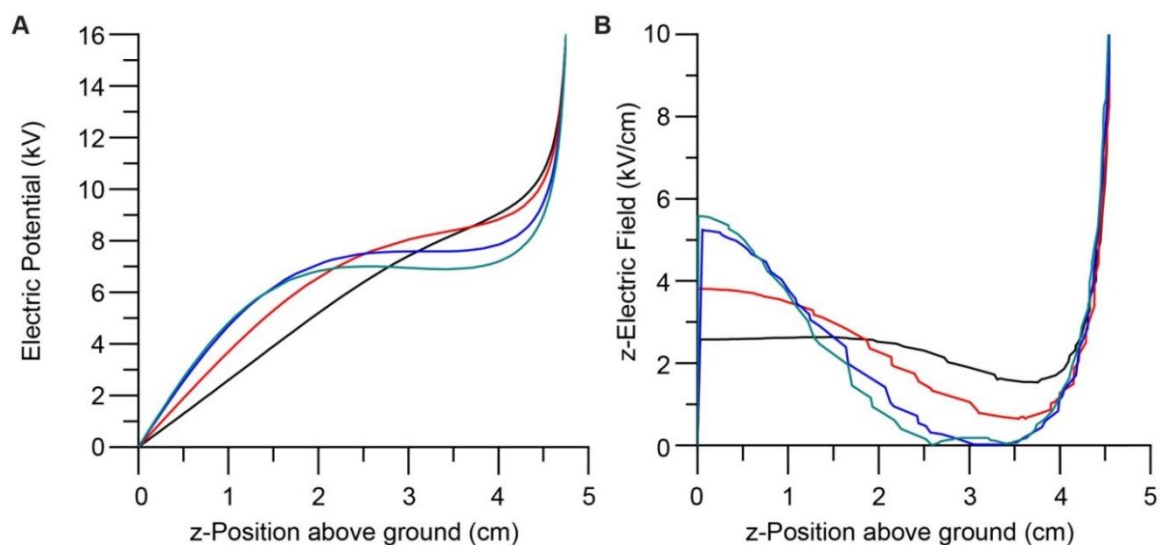 A
Electric Potential (kV)
16
14
12
10
8
6
4
2
0
0 1 2 3 4 5
z-Position above ground (cm)
B
z-Electric Field (kV/cm)
10
8
6
4
2
0
0 1 2 3 4 5
z-Position above ground (cm)